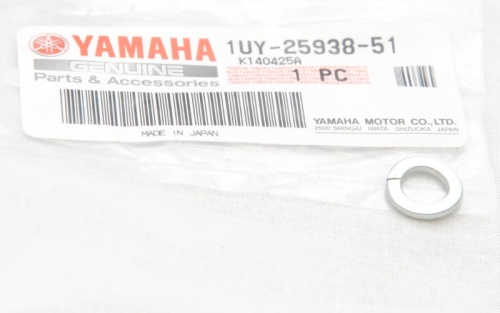 YAMAHA 1UY-25938-51
GENUINE K140425A
Parts & Accessories 1 PC
MADE IN JAPAN
YAMAHA MOTOR CO., LTD.
2500 SHINGAI IWATA SHIZUOKA JAPAN